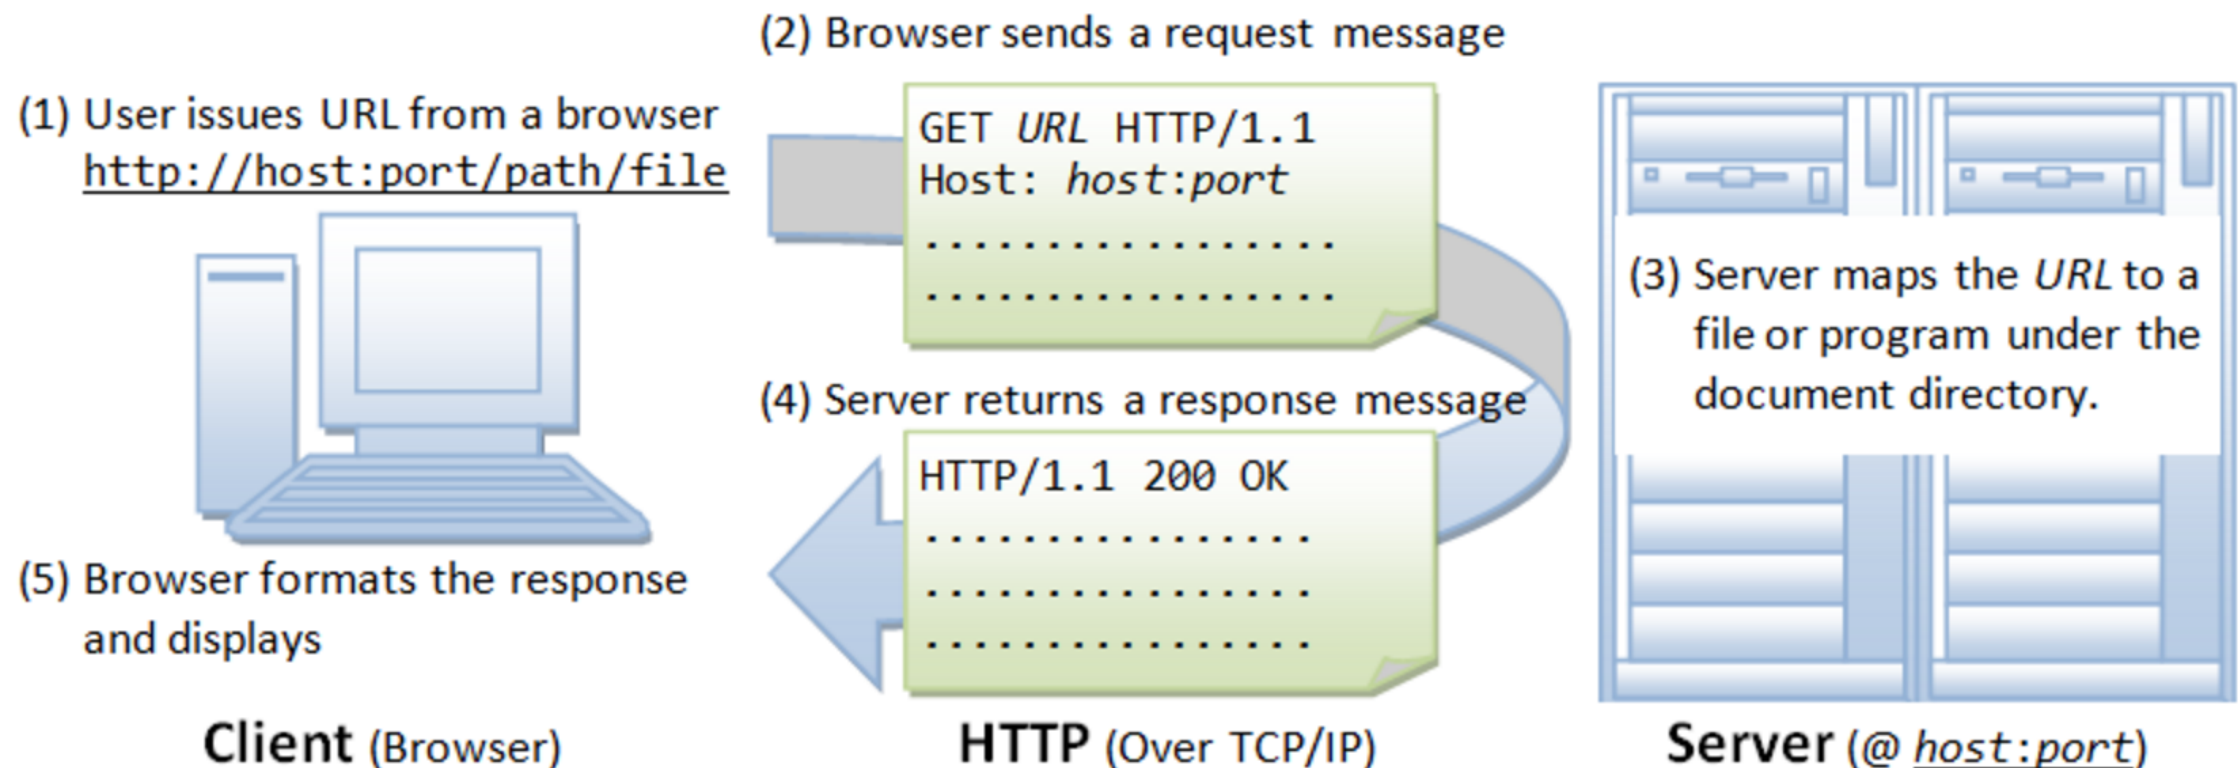 (1) User issues URL from a browser
http://host:port/path/file
(2) Browser sends a request message
GET URL HTTP/1.1
Host: host:port
.................
.................
(3) Server maps the URL to a
file or program under the
document directory.
(4) Server returns a response message
HTTP/1.1 200 OK
................
................
................
(5) Browser formats the response
and displays
Client (Browser)
HTTP (Over TCP/IP)
Server (@ host:port)